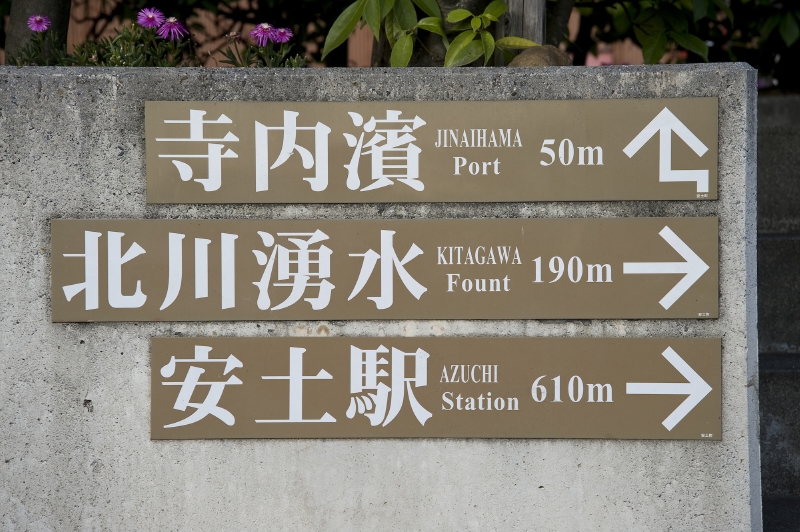 寺内濱 JINAIHAMA Port 50m
北川湧水 KITAGAWA Fount 190m
安土駅 AZUCHI Station 610m